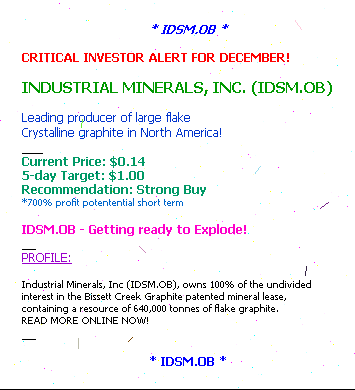 * IDSM.OB *
CRITICAL INVESTOR ALERT FOR DECEMBER!
INDUSTRIAL MINERALS, INC. (IDSM.OB)
Leading producer of large flake
Crystalline graphite in North America!
Current Price: $0.14
5-day Target: $1.00
Recommendation: Strong Buy
*700% profit potentential short term
IDSM.OB - Getting ready to Explode!
PROFILE:
Industrial Minerals, Inc (IDSM.OB), owns 100% of the undivided
interest in the Bissett Creek Graphite patented mineral lease,
containing a resource of 640,000 tonnes of flake graphite.
READ MORE ONLINE NOW!
* IDSM.OB *